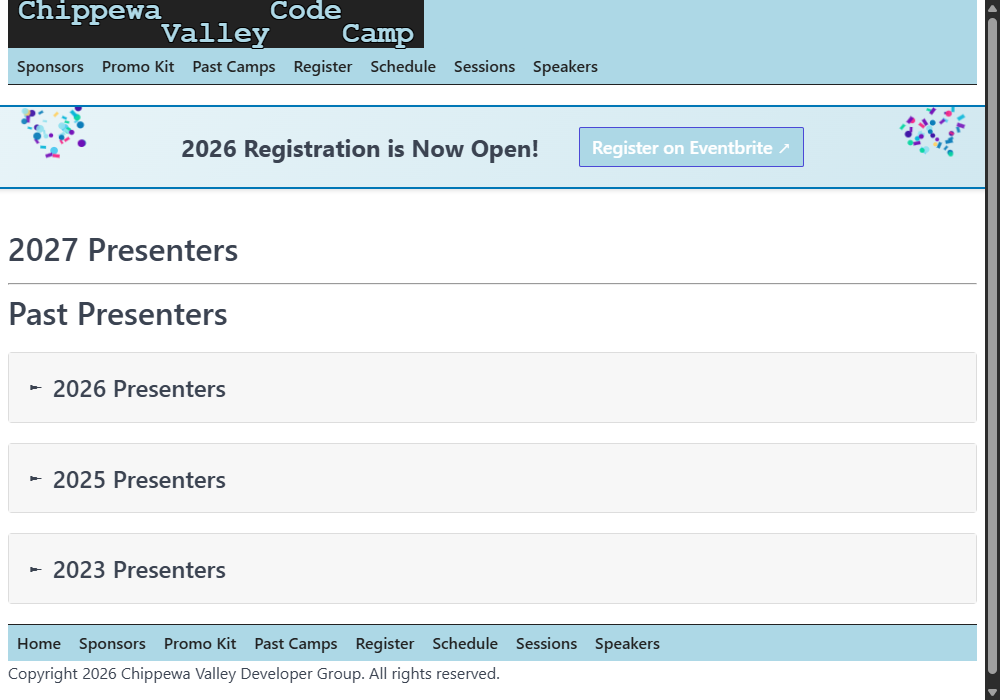 Chippewa Code
Valley Camp
Sponsors Promo Kit Past Camps Register Schedule Sessions Speakers
2026 Registration is Now Open! Register on Eventbrite ↗
2027 Presenters
Past Presenters
2026 Presenters
2025 Presenters
2023 Presenters
Home Sponsors Promo Kit Past Camps Register Schedule Sessions Speakers
Copyright 2026 Chippewa Valley Developer Group. All rights reserved.